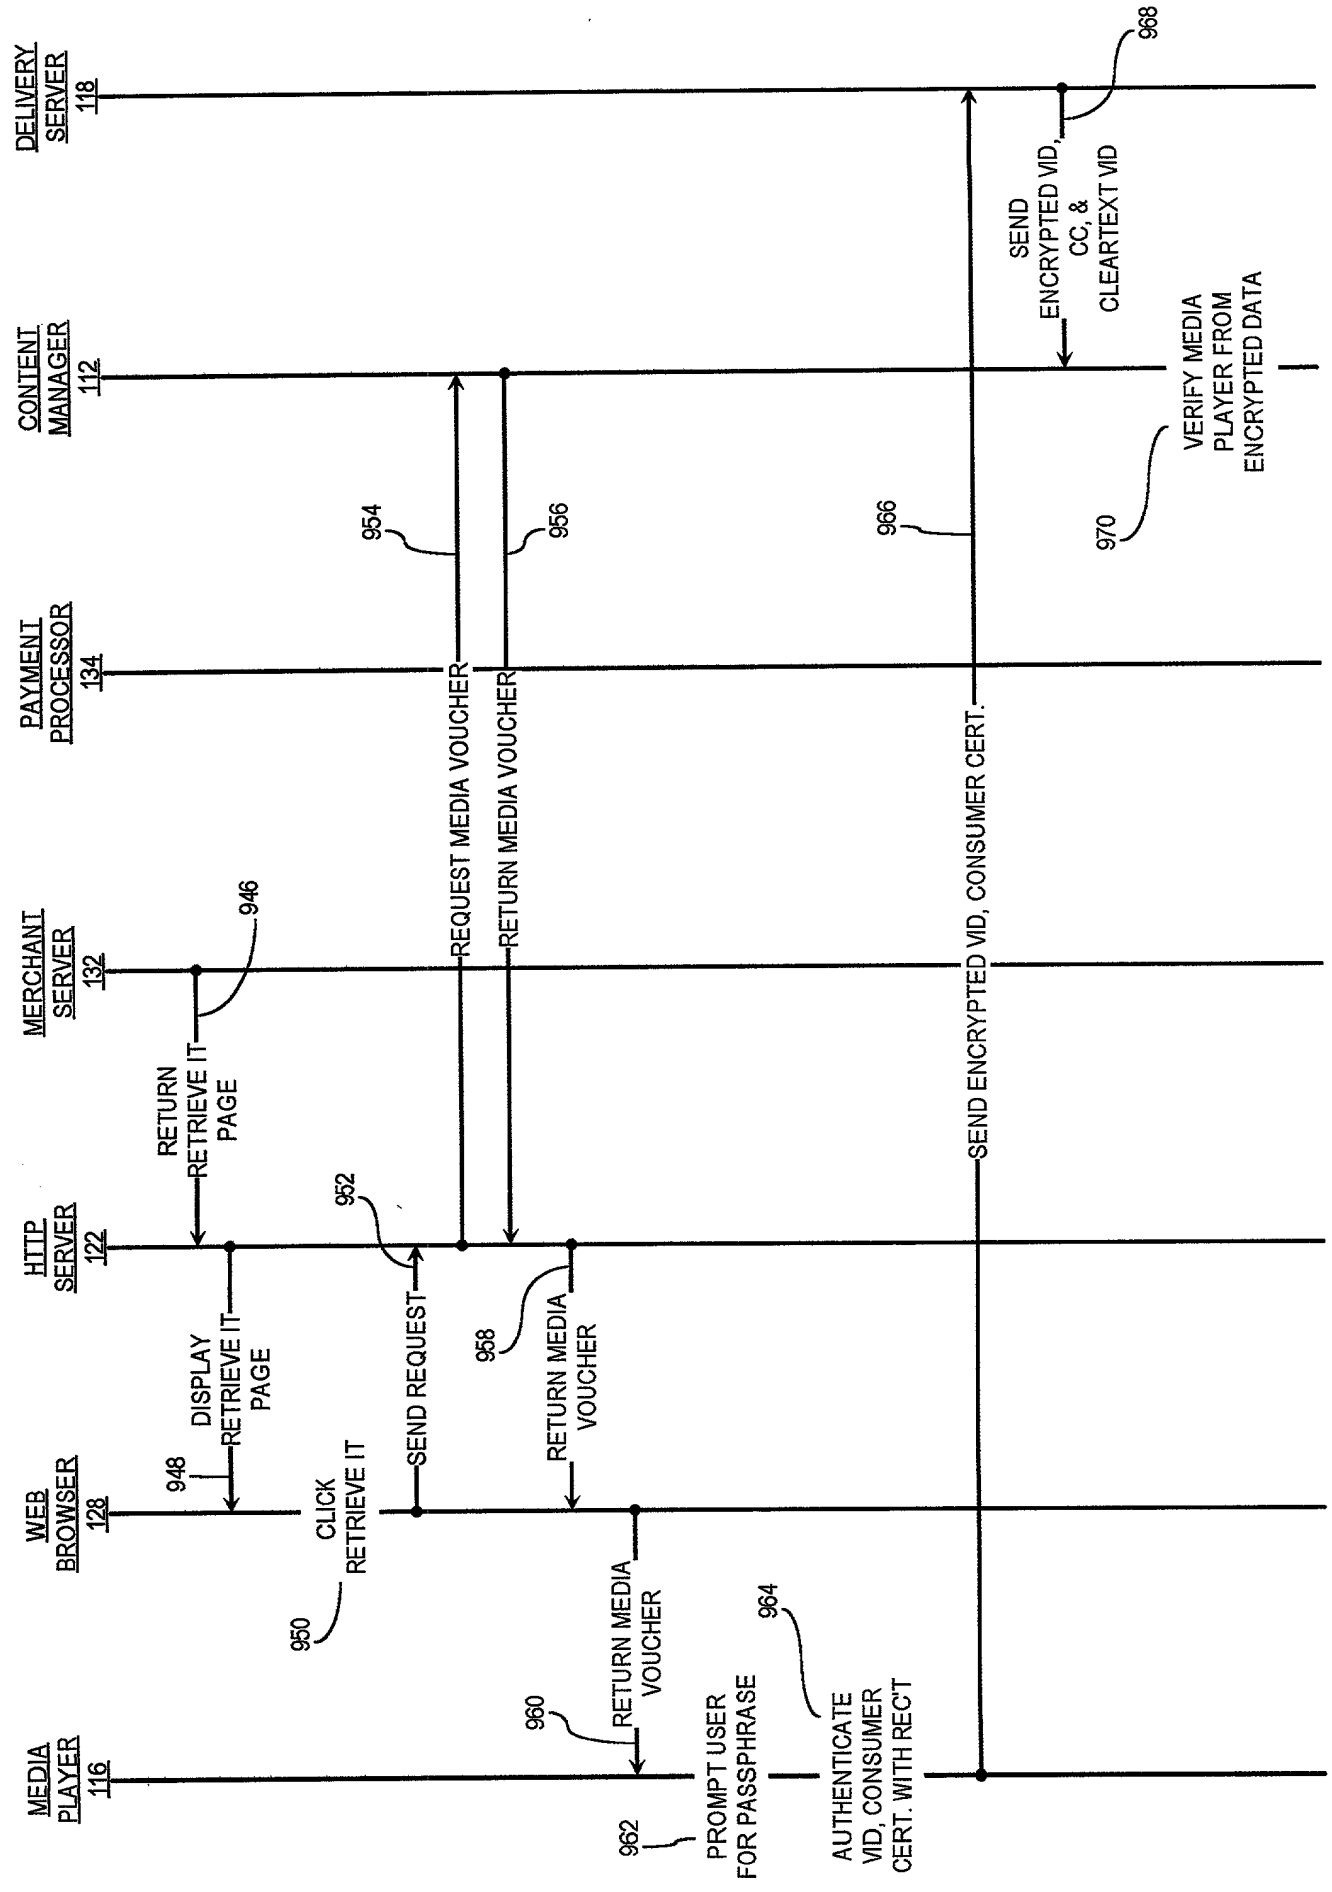 MEDIA
PLAYER
116
WEB
BROWSER
128
HTTP
SERVER
122
MERCHANT
SERVER
132
PAYMENT
PROCESSOR
134
CONTENT
MANAGER
112
DELIVERY
SERVER
118
RETURN
RETRIEVE IT
PAGE
946
948
DISPLAY
RETRIEVE IT
PAGE
950
CLICK
RETRIEVE IT
SEND REQUEST
952
REQUEST MEDIA VOUCHER
954
RETURN MEDIA VOUCHER
956
958
RETURN MEDIA
VOUCHER
960
RETURN MEDIA
VOUCHER
962
PROMPT USER
FOR PASSPHRASE
964
AUTHENTICATE
VID, CONSUMER
CERT. WITH REC'T
SEND ENCRYPTED VID, CONSUMER CERT.
966
SEND
ENCRYPTED VID,
CC, &
CLEARTEXT VID
968
970
VERIFY MEDIA
PLAYER FROM
ENCRYPTED DATA